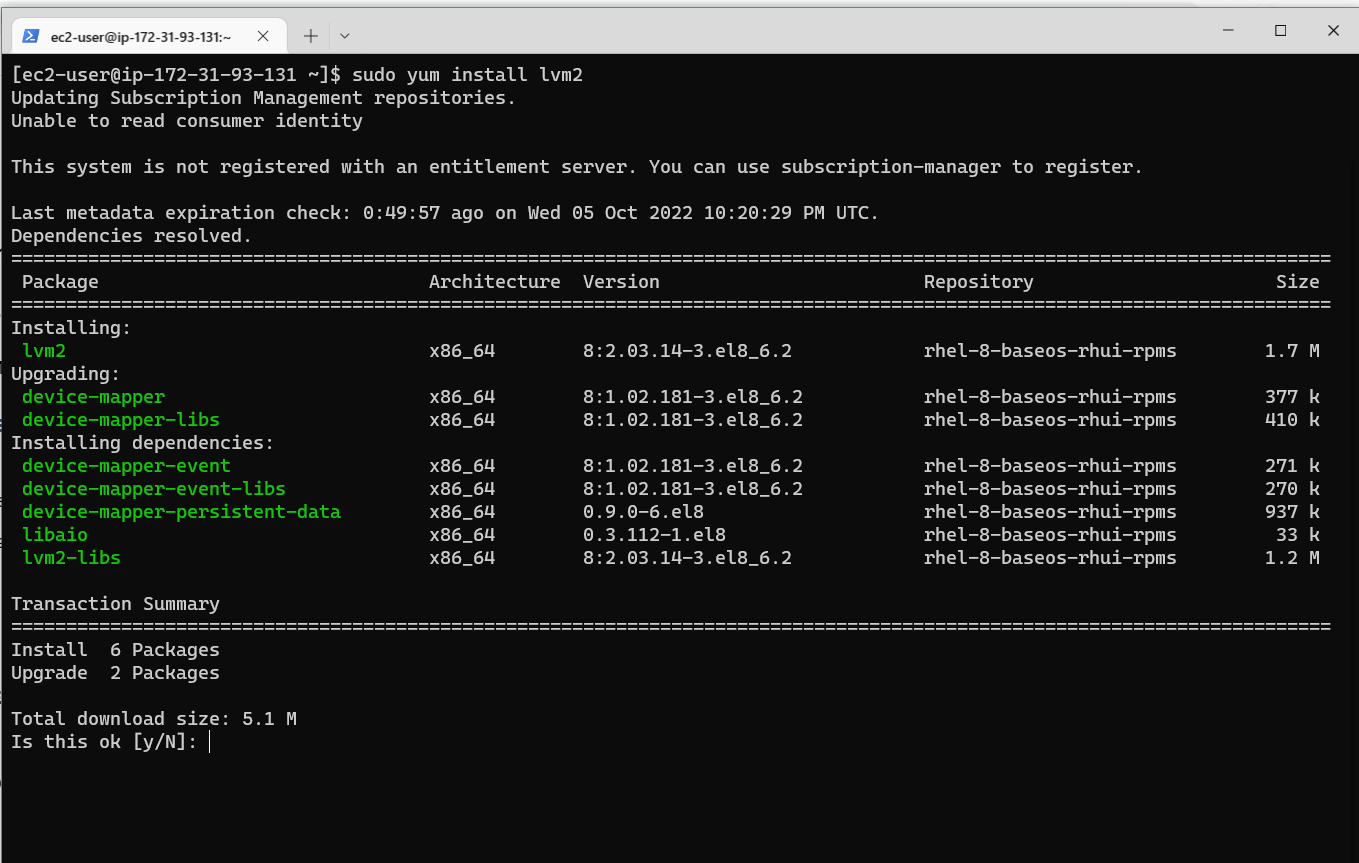 ec2-user@ip-172-31-93-131:~
[ec2-user@ip-172-31-93-131 ~]$ sudo yum install lvm2
Updating Subscription Management repositories.
Unable to read consumer identity
This system is not registered with an entitlement server. You can use subscription-manager to register.
Last metadata expiration check: 0:49:57 ago on Wed 05 Oct 2022 10:20:29 PM UTC.
Dependencies resolved.
========================================================================================================================
Package Architecture Version Repository Size
========================================================================================================================
Installing:
lvm2 x86_64 8:2.03.14-3.el8_6.2 rhel-8-baseos-rhui-rpms 1.7 M
Upgrading:
device-mapper x86_64 8:1.02.181-3.el8_6.2 rhel-8-baseos-rhui-rpms 377 k
device-mapper-libs x86_64 8:1.02.181-3.el8_6.2 rhel-8-baseos-rhui-rpms 410 k
Installing dependencies:
device-mapper-event x86_64 8:1.02.181-3.el8_6.2 rhel-8-baseos-rhui-rpms 271 k
device-mapper-event-libs x86_64 8:1.02.181-3.el8_6.2 rhel-8-baseos-rhui-rpms 270 k
device-mapper-persistent-data x86_64 0.9.0-6.el8 rhel-8-baseos-rhui-rpms 937 k
libaio x86_64 0.3.112-1.el8 rhel-8-baseos-rhui-rpms 33 k
lvm2-libs x86_64 8:2.03.14-3.el8_6.2 rhel-8-baseos-rhui-rpms 1.2 M
Transaction Summary
========================================================================================================================
Install 6 Packages
Upgrade 2 Packages
Total download size: 5.1 M
Is this ok [y/N]: